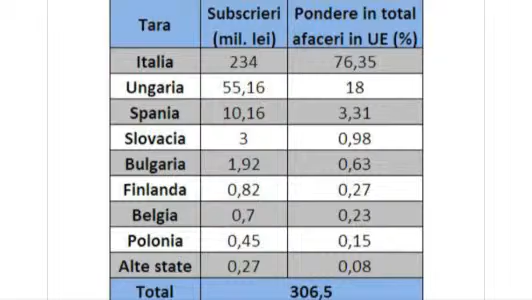 Tara Subscrieri (mil. lei) Pondere in total afaceri in UE (%)
Italia 234 76,35
Ungaria 55,16 18
Spania 10,16 3,31
Slovacia 3 0,98
Bulgaria 1,92 0,63
Finlanda 0,82 0,27
Belgia 0,7 0,23
Polonia 0,45 0,15
Alte state 0,27 0,08
Total 306,5